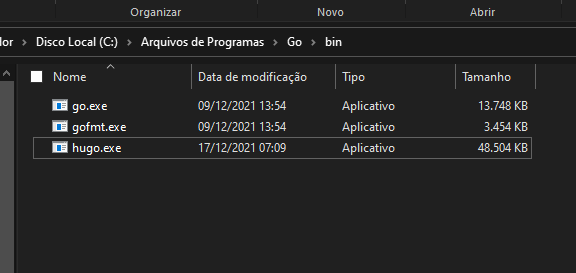 Organizar Novo Abrir
dor › Disco Local (C:) › Arquivos de Programas › Go › bin
Nome Data de modificação Tipo Tamanho
go.exe 09/12/2021 13:54 Aplicativo 13.748 KB
gofmt.exe 09/12/2021 13:54 Aplicativo 3.454 KB
hugo.exe 17/12/2021 07:09 Aplicativo 48.504 KB